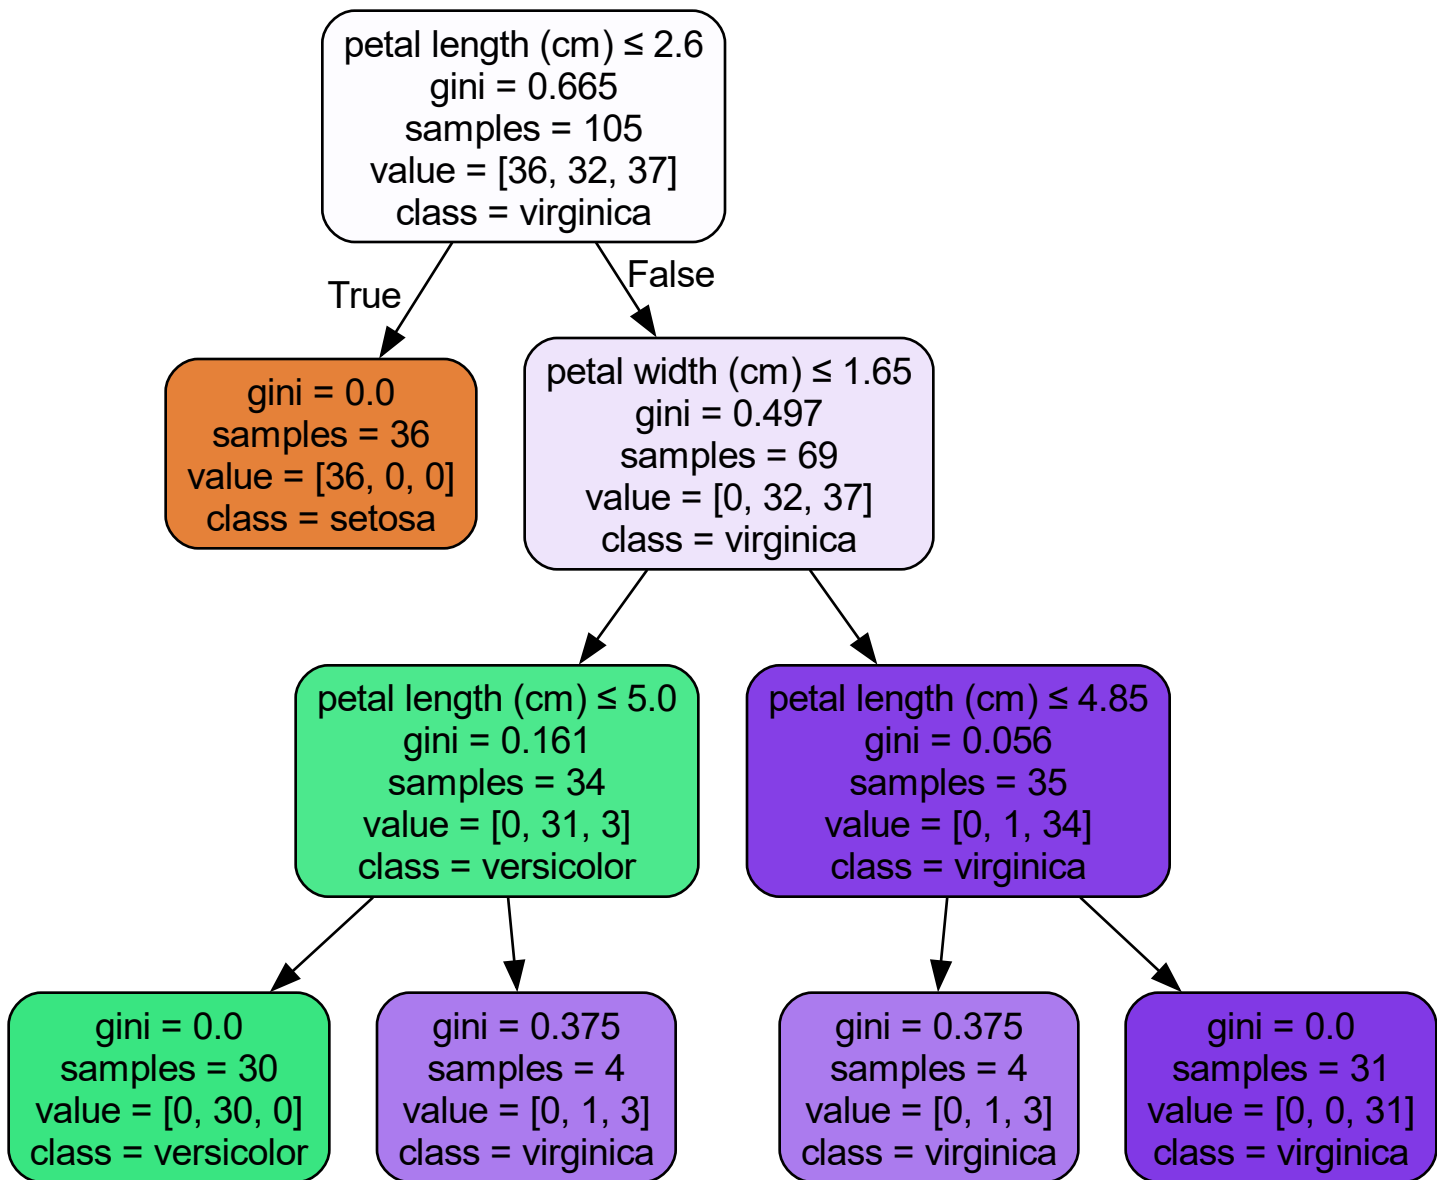 petal length (cm) ≤ 2.6
gini = 0.665
samples = 105
value = [36, 32, 37]
class = virginica
True
False
gini = 0.0
samples = 36
value = [36, 0, 0]
class = setosa
petal width (cm) ≤ 1.65
gini = 0.497
samples = 69
value = [0, 32, 37]
class = virginica
petal length (cm) ≤ 5.0
gini = 0.161
samples = 34
value = [0, 31, 3]
class = versicolor
petal length (cm) ≤ 4.85
gini = 0.056
samples = 35
value = [0, 1, 34]
class = virginica
gini = 0.0
samples = 30
value = [0, 30, 0]
class = versicolor
gini = 0.375
samples = 4
value = [0, 1, 3]
class = virginica
gini = 0.375
samples = 4
value = [0, 1, 3]
class = virginica
gini = 0.0
samples = 31
value = [0, 0, 31]
class = virginica